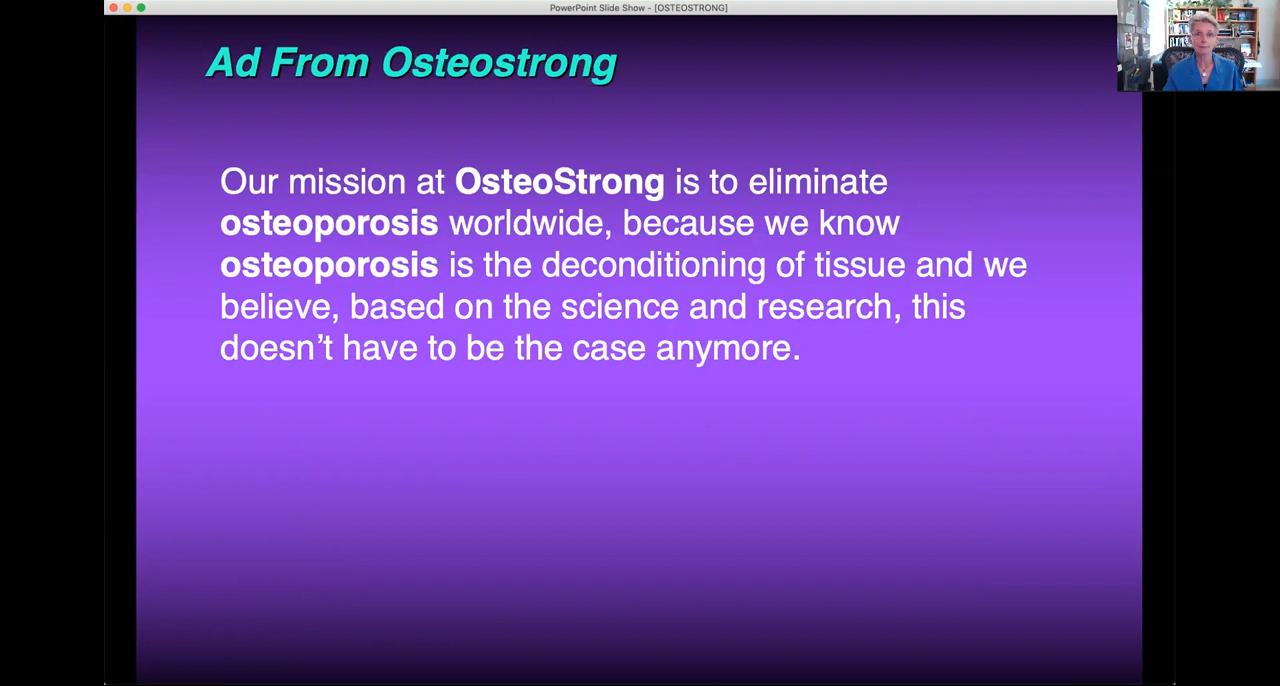 PowerPoint Slide Show - [OSTEOSTRONG]
Ad From Osteostrong
Our mission at OsteoStrong is to eliminate
osteoporosis worldwide, because we know
osteoporosis is the deconditioning of tissue and we
believe, based on the science and research, this
doesn’t have to be the case anymore.